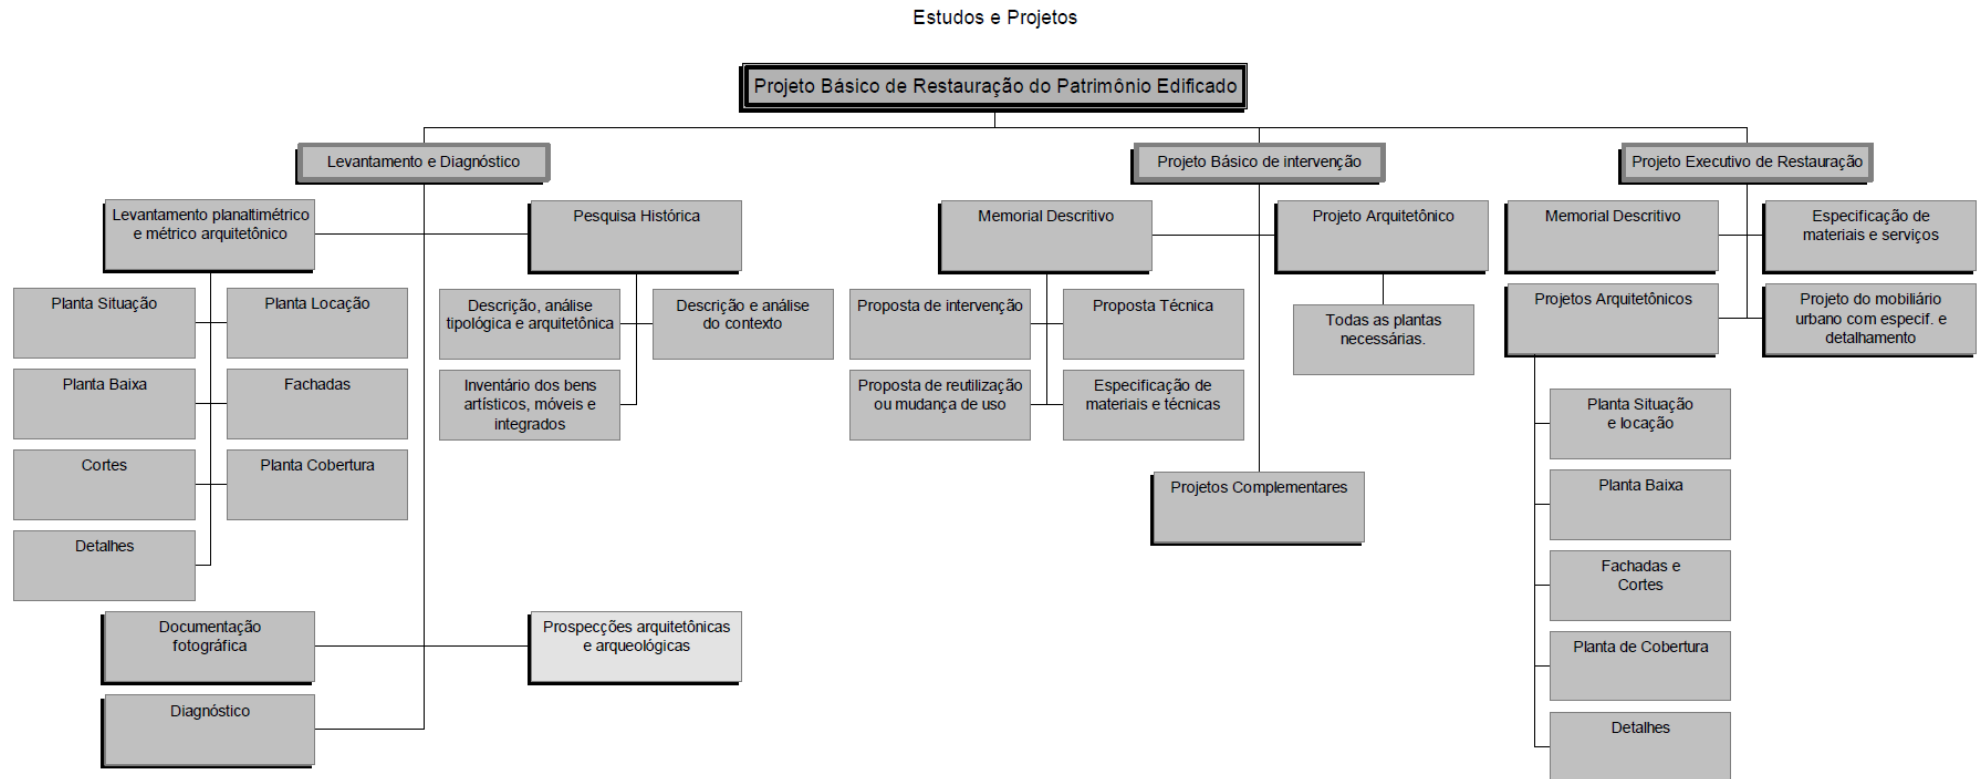 Estudos e Projetos
Projeto Básico de Restauração do Patrimônio Edificado
Levantamento e Diagnóstico
Projeto Básico de intervenção
Projeto Executivo de Restauração
Levantamento planaltimétrico
e métrico arquitetônico
Pesquisa Histórica
Memorial Descritivo
Projeto Arquitetônico
Memorial Descritivo
Especificação de
materiais e serviços
Planta Situação
Planta Locação
Descrição, análise
tipológica e arquitetônica
Descrição e análise
do contexto
Proposta de intervenção
Proposta Técnica
Todas as plantas
necessárias.
Projetos Arquitetônicos
Projeto do mobiliário
urbano com especif. e
detalhamento
Planta Baixa
Fachadas
Inventário dos bens
artísticos, móveis e
integrados
Proposta de reutilização
ou mudança de uso
Especificação de
materiais e técnicas
Planta Situação
e locação
Cortes
Planta Cobertura
Projetos Complementares
Planta Baixa
Detalhes
Fachadas e
Cortes
Documentação
fotográfica
Prospecções arquitetônicas
e arqueológicas
Planta de Cobertura
Diagnóstico
Detalhes